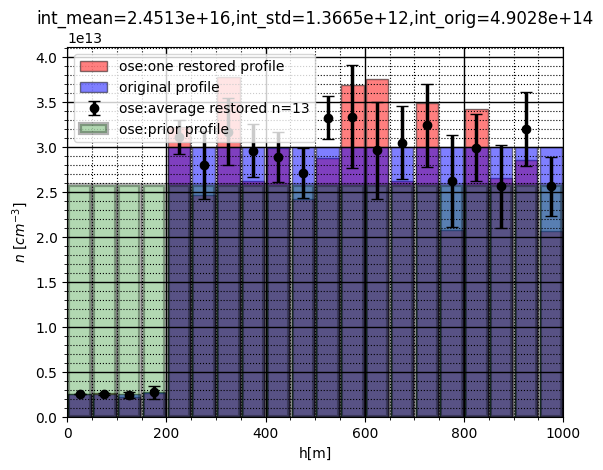 int_mean=2.4513e+16,int_std=1.3665e+12,int_orig=4.9028e+14
1e13
ose:one restored profile
original profile
ose:average restored n=13
ose:prior profile
4.0
3.5
3.0
2.5
2.0
1.5
1.0
0.5
0.0
n [cm⁻³]
0 200 400 600 800 1000
h[m]